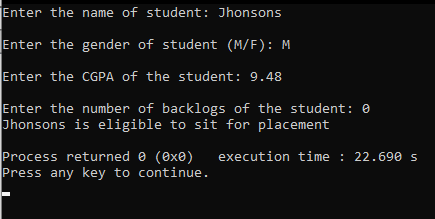 Enter the name of student: Jhonsons
Enter the gender of student (M/F): M
Enter the CGPA of the student: 9.48
Enter the number of backlogs of the student: 0
Jhonsons is eligible to sit for placement
Process returned 0 (0x0)   execution time : 22.690 s
Press any key to continue.